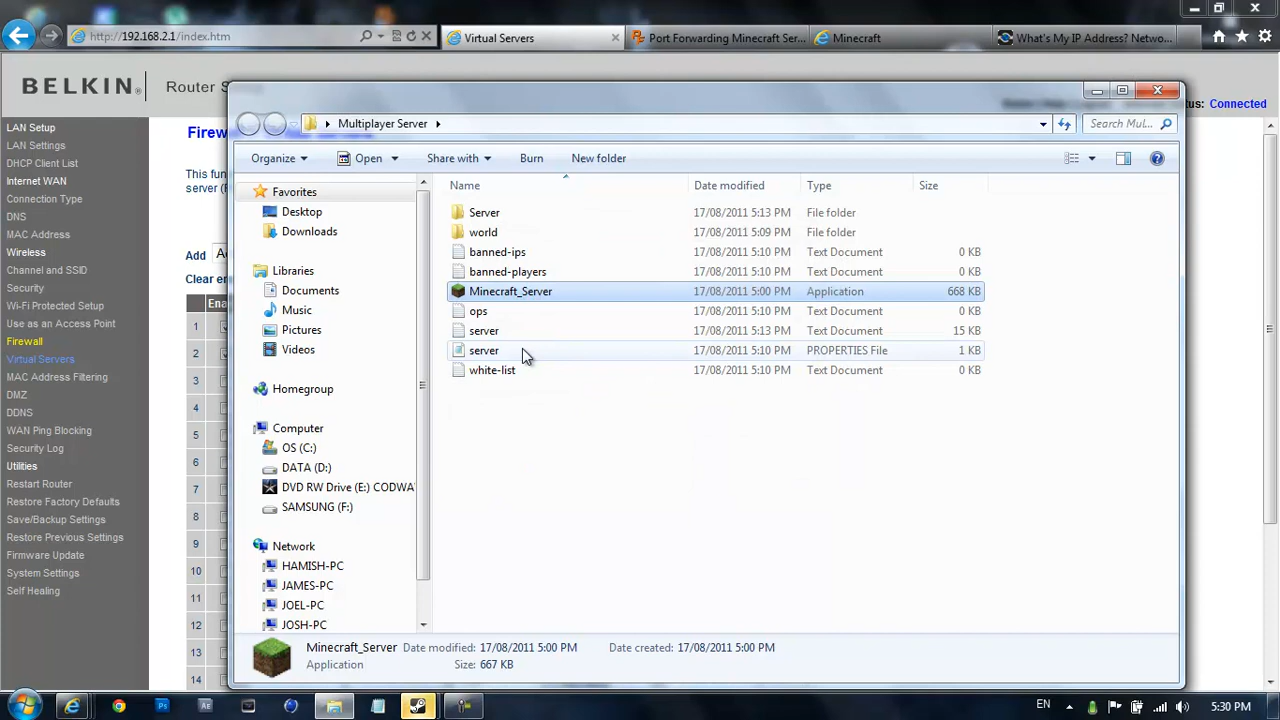 http://192.168.2.1/index.htm
Virtual Servers
Port Forwarding Minecraft Ser...
Minecraft
What's My IP Address? Netwo...
BELKIN
Router S
tus: Connected
LAN Setup
LAN Settings
DHCP Client List
Internet WAN
Connection Type
DNS
MAC Address
Wireless
Channel and SSID
Security
Wi-Fi Protected Setup
Use as an Access Point
Firewall
Virtual Servers
MAC Address Filtering
DMZ
DDNS
WAN Ping Blocking
Security Log
Utilities
Restart Router
Restore Factory Defaults
Save/Backup Settings
Restore Previous Settings
Firmware Update
System Settings
Self Healing
Firew
This fun
server (F
Add
A
Clear en
Ena
1
2
3
4
5
6
7
8
9
10
11
12
13
14
Multiplayer Server
Search Mul...
Organize
Open
Share with
Burn
New folder
Favorites
Desktop
Downloads
Libraries
Documents
Music
Pictures
Videos
Homegroup
Computer
OS (C:)
DATA (D:)
DVD RW Drive (E:) CODWA
SAMSUNG (F:)
Network
HAMISH-PC
JAMES-PC
JOEL-PC
JOSH-PC
Name Date modified Type Size
Server 17/08/2011 5:13 PM File folder
world 17/08/2011 5:09 PM File folder
banned-ips 17/08/2011 5:10 PM Text Document 0 KB
banned-players 17/08/2011 5:10 PM Text Document 0 KB
Minecraft_Server 17/08/2011 5:00 PM Application 668 KB
ops 17/08/2011 5:10 PM Text Document 0 KB
server 17/08/2011 5:13 PM Text Document 15 KB
server 17/08/2011 5:10 PM PROPERTIES File 1 KB
white-list 17/08/2011 5:10 PM Text Document 0 KB
Minecraft_Server Date modified: 17/08/2011 5:00 PM Date created: 17/08/2011 5:00 PM
Application Size: 667 KB
EN 5:30 PM